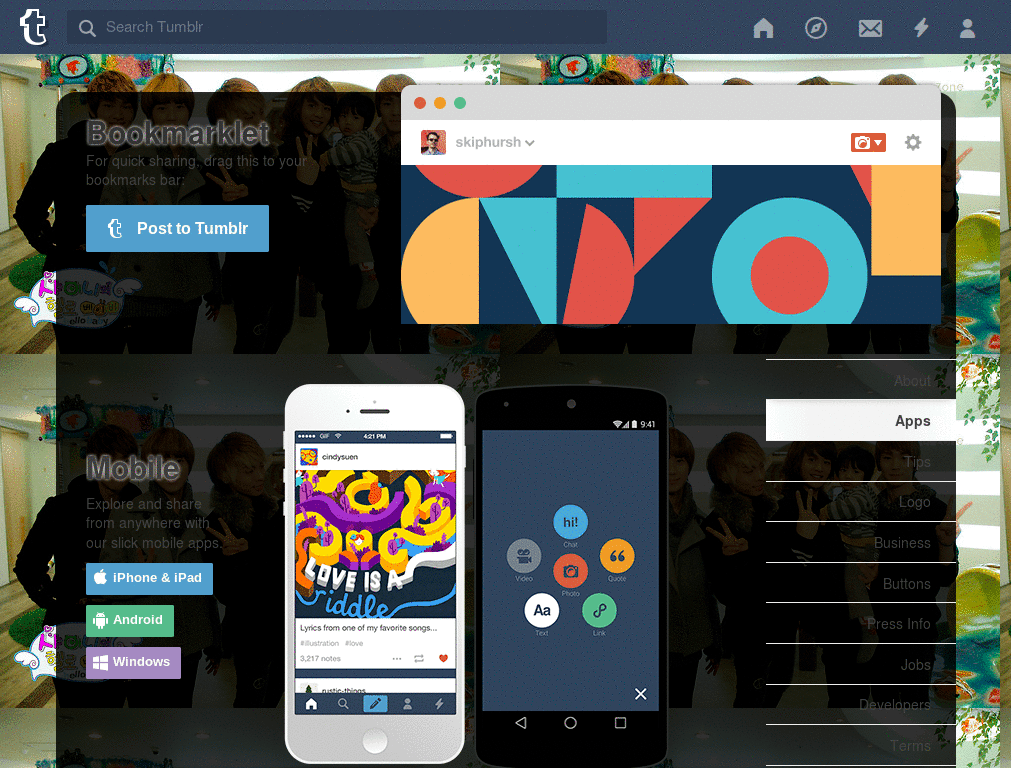 Search Tumblr
Bookmarklet
For quick sharing, drag this to your
bookmarks bar:
Post to Tumblr
skiphursh
Mobile
Explore and share
from anywhere with
our slick mobile apps.
iPhone & iPad
Android
Windows
GIF
4:21 PM
cindysuen
LOVE IS A
riddle
Lyrics from one of my favorite songs...
#illustration #love
3,217 notes
rustic-things
9:41
hi!
Chat
Video
Quote
Photo
Aa
Text
Link
About
Apps
Tips
Logo
Business
Buttons
Press Info
Jobs
Developers
Terms